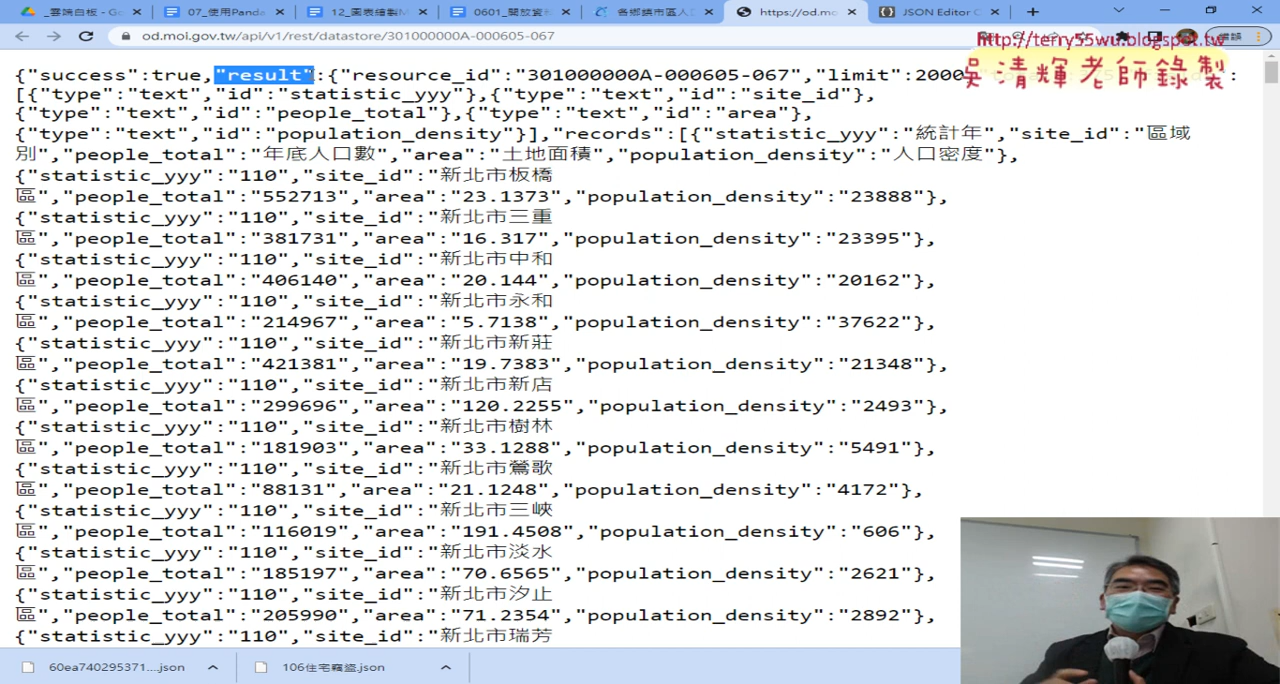 _雲端白板 - Go
07_使用Panda
12_圖表繪製M
0601_開放資料
各鄉鎮市區人口
https://od.mo
JSON Editor O
od.moi.gov.tw/api/v1/rest/datastore/301000000A-000605-067
http://terry55wu.blogspot.tw
吳清輝老師錄製
{"success":true,"result":{"resource_id":"301000000A-000605-067","limit":2000
[{"type":"text","id":"statistic_yyy"},{"type":"text","id":"site_id"},
{"type":"text","id":"people_total"},{"type":"text","id":"area"},
{"type":"text","id":"population_density"}],"records":[{"statistic_yyy":"統計年","site_id":"區域
別","people_total":"年底人口數","area":"土地面積","population_density":"人口密度"},
{"statistic_yyy":"110","site_id":"新北市板橋
區","people_total":"552713","area":"23.1373","population_density":"23888"},
{"statistic_yyy":"110","site_id":"新北市三重
區","people_total":"381731","area":"16.317","population_density":"23395"},
{"statistic_yyy":"110","site_id":"新北市中和
區","people_total":"406140","area":"20.144","population_density":"20162"},
{"statistic_yyy":"110","site_id":"新北市永和
區","people_total":"214967","area":"5.7138","population_density":"37622"},
{"statistic_yyy":"110","site_id":"新北市新莊
區","people_total":"421381","area":"19.7383","population_density":"21348"},
{"statistic_yyy":"110","site_id":"新北市新店
區","people_total":"299696","area":"120.2255","population_density":"2493"},
{"statistic_yyy":"110","site_id":"新北市樹林
區","people_total":"181903","area":"33.1288","population_density":"5491"},
{"statistic_yyy":"110","site_id":"新北市鶯歌
區","people_total":"88131","area":"21.1248","population_density":"4172"},
{"statistic_yyy":"110","site_id":"新北市三峽
區","people_total":"116019","area":"191.4508","population_density":"606"},
{"statistic_yyy":"110","site_id":"新北市淡水
區","people_total":"185197","area":"70.6565","population_density":"2621"},
{"statistic_yyy":"110","site_id":"新北市汐止
區","people_total":"205990","area":"71.2354","population_density":"2892"},
{"statistic_yyy":"110","site_id":"新北市瑞芳
60ea740295371....json
106住宅竊盜.json